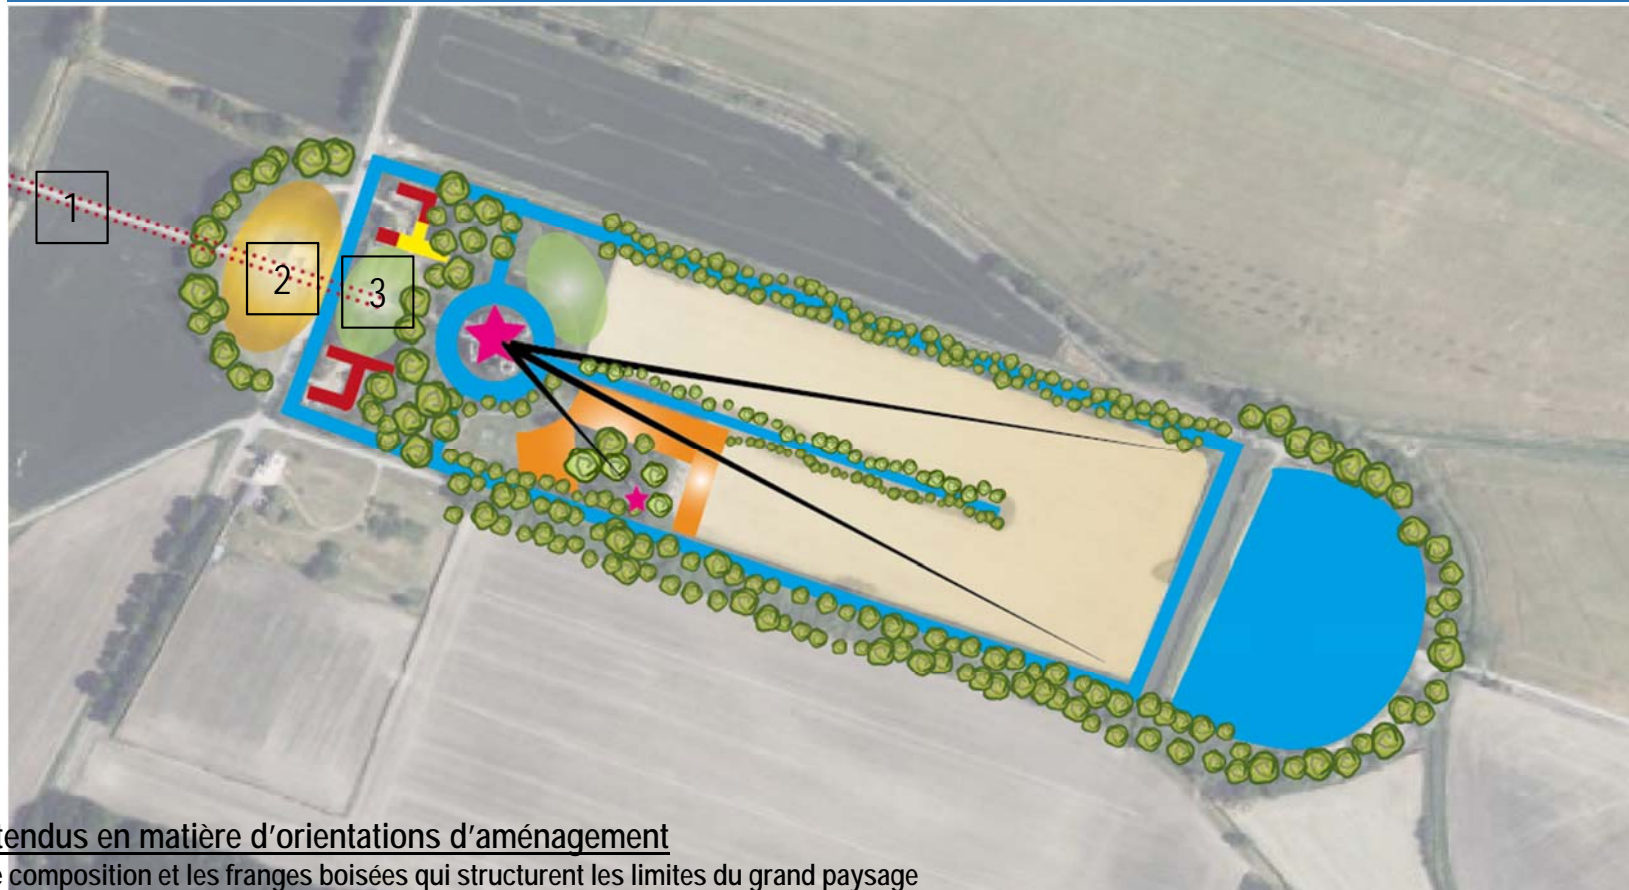 1
2
3
tendus en matière d'orientations d'aménagement
composition et les franges boisées qui structurent les limites du grand paysage